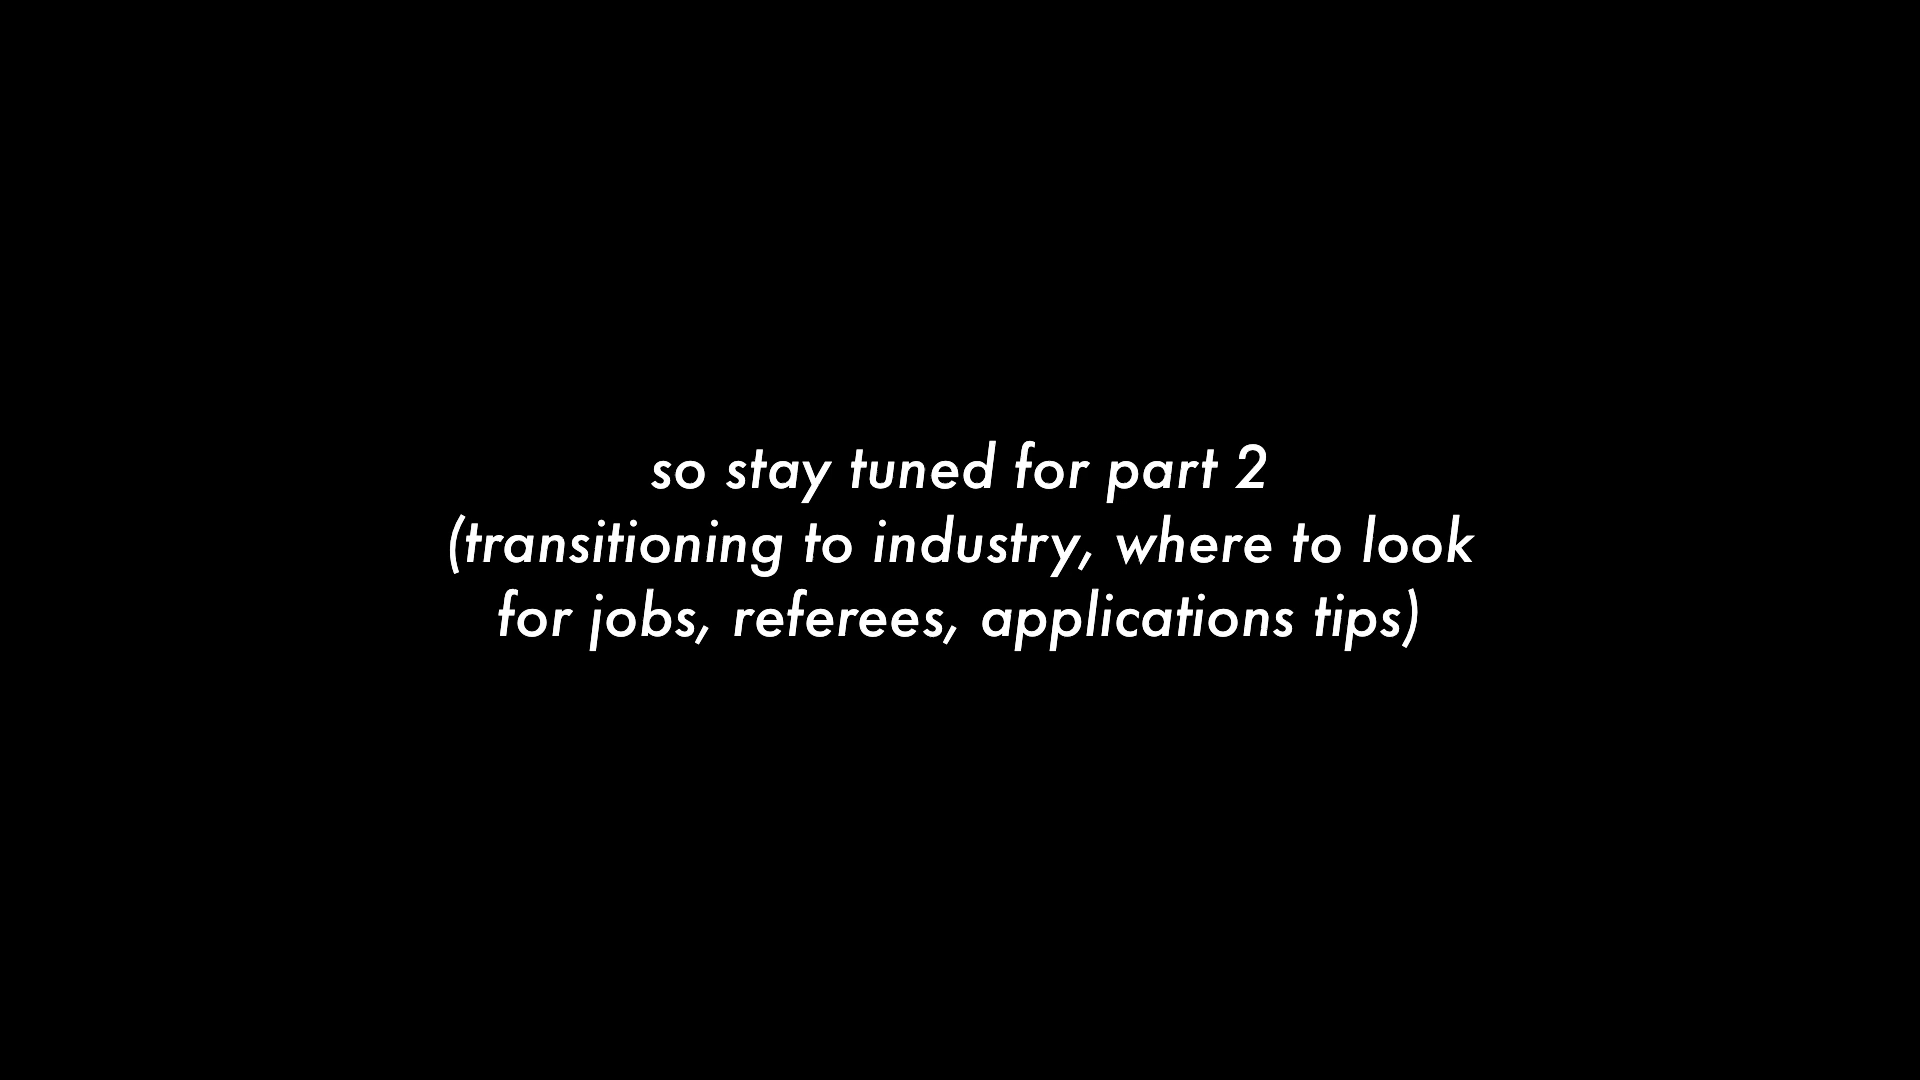 so stay tuned for part 2
(transitioning to industry, where to look
for jobs, referees, applications tips)